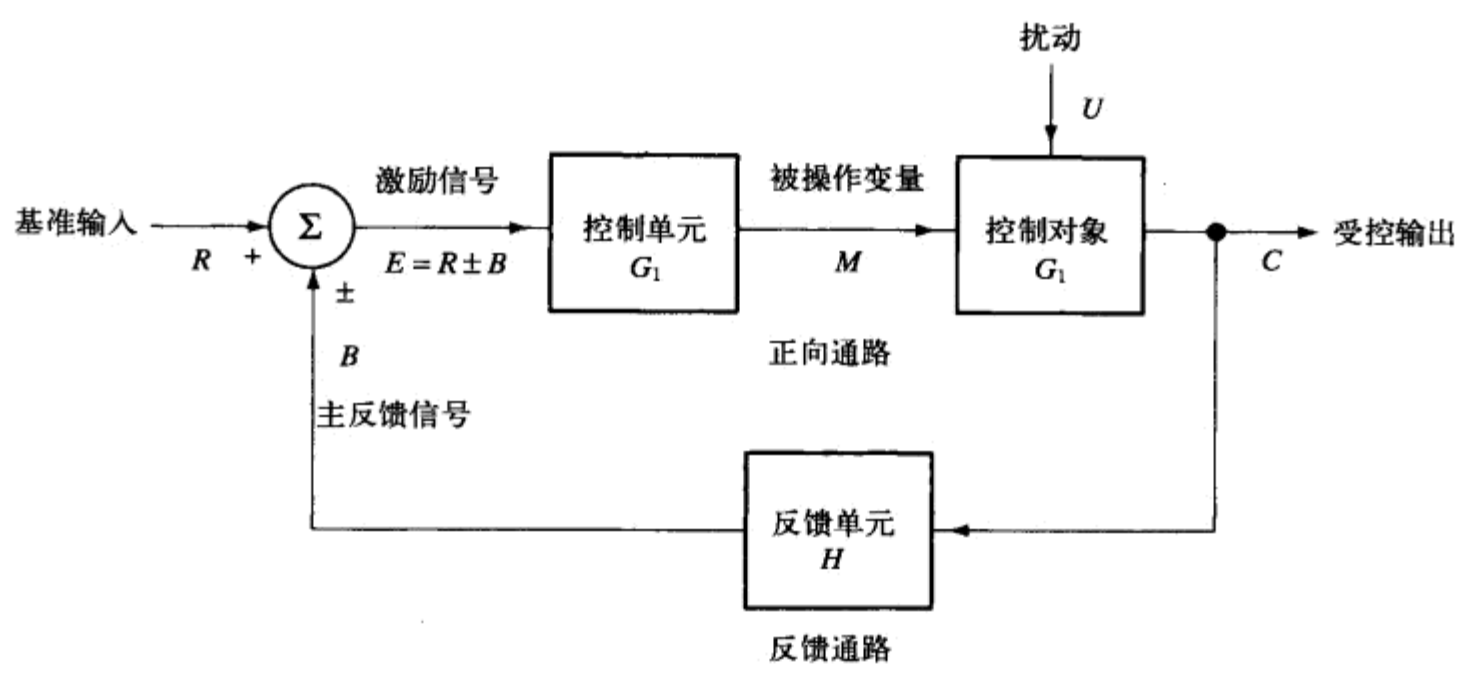 扰动
U
激励信号
被操作变量
基准输入
Σ
控制单元
控制对象
受控输出
R
+
E = R ± B
G₁
M
G₁
C
±
B
正向通路
主反馈信号
反馈单元
H
反馈通路